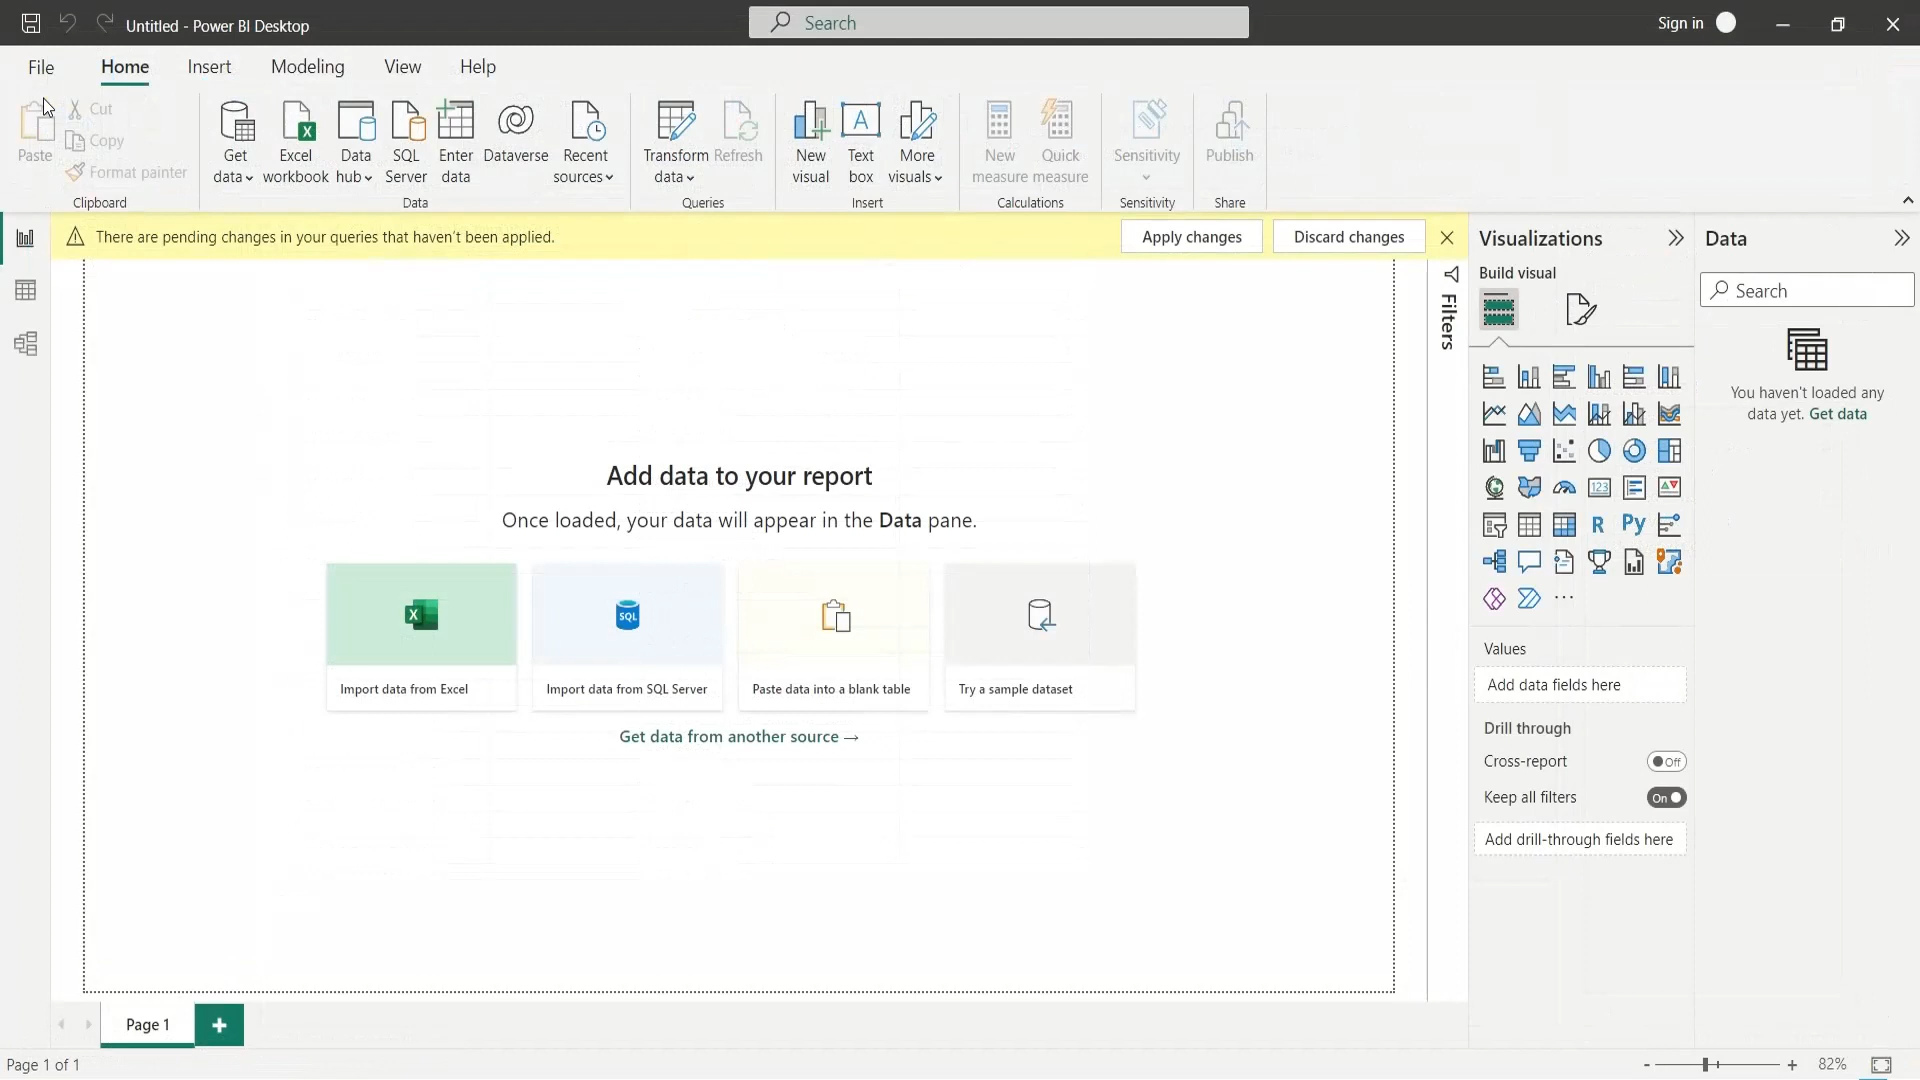 Untitled - Power BI Desktop
Search
Sign in
File
Home
Insert
Modeling
View
Help
Paste
Cut
Copy
Format painter
Clipboard
Get data
Excel workbook
Data hub
SQL Server
Enter data
Dataverse
Recent sources
Data
Transform data
Refresh
Queries
New visual
Text box
More visuals
Insert
New measure
Quick measure
Calculations
Sensitivity
Sensitivity
Publish
Share
There are pending changes in your queries that haven't been applied.
Apply changes
Discard changes
Filters
Visualizations
Build visual
123
R
Py
Values
Add data fields here
Drill through
Cross-report
Off
Keep all filters
On
Add drill-through fields here
Data
Search
You haven't loaded any
data yet. Get data
Add data to your report
Once loaded, your data will appear in the Data pane.
X
SQL
Import data from Excel
Import data from SQL Server
Paste data into a blank table
Try a sample dataset
Get data from another source →
Page 1
+
Page 1 of 1
- + 82%